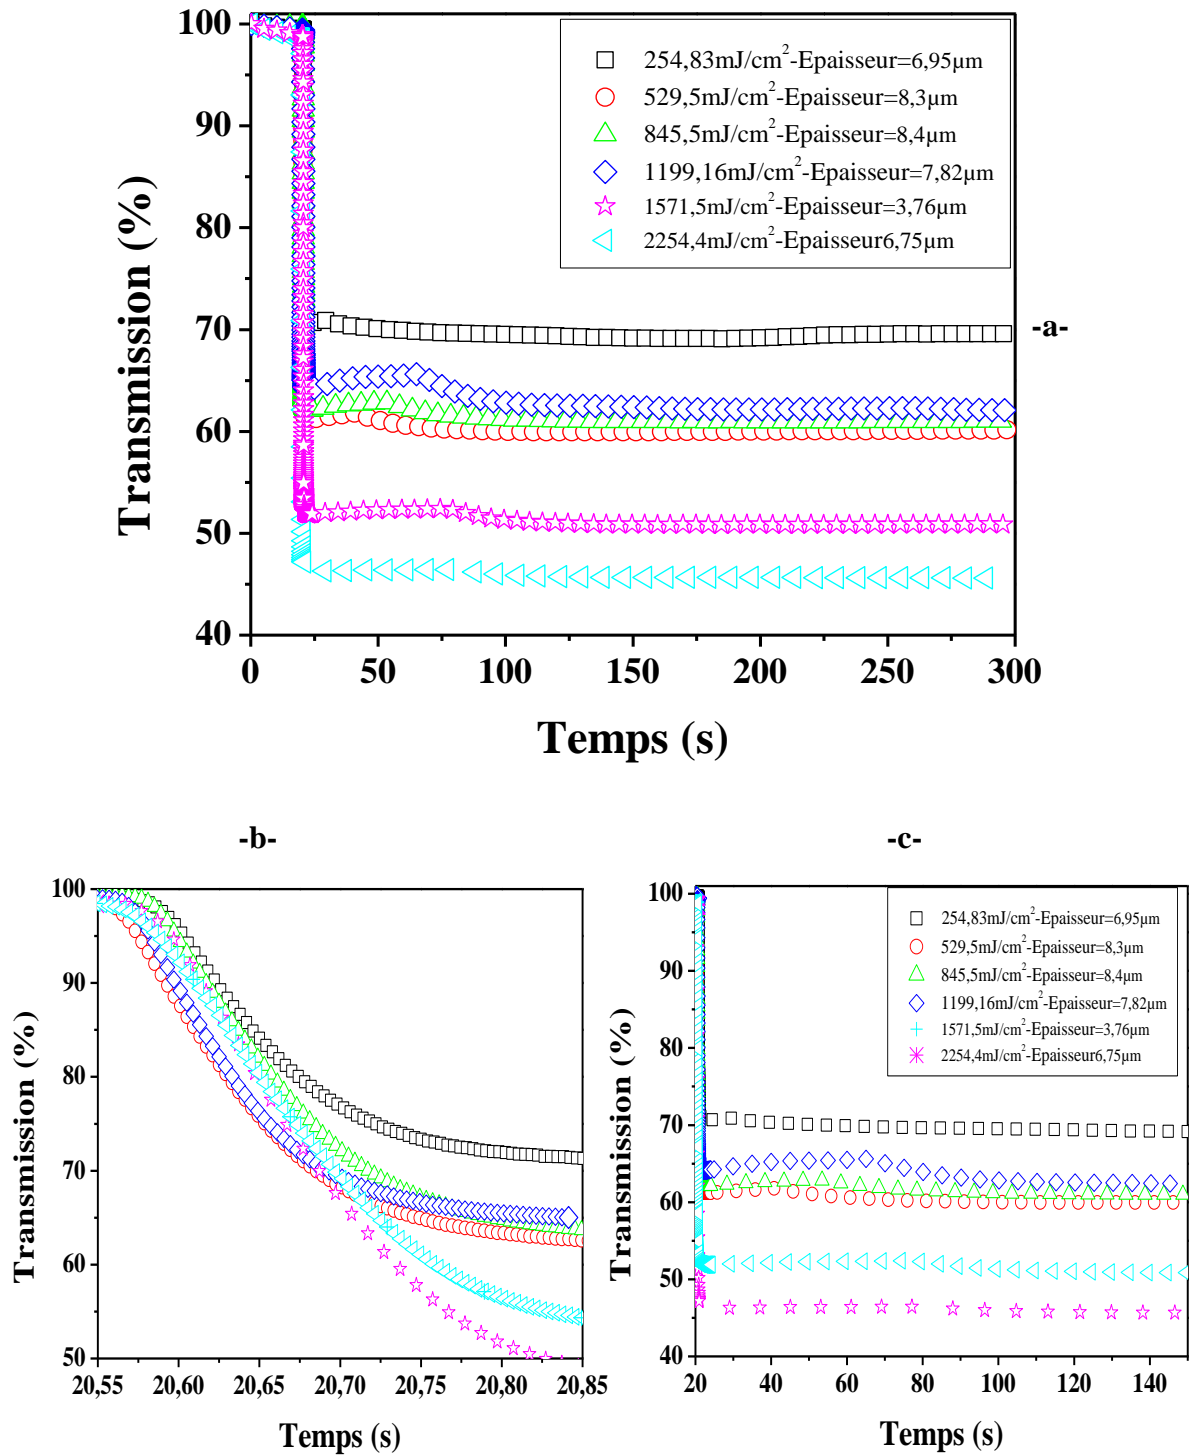 100
90
80
70
60
50
40
Transmission (%)
254,83mJ/cm²-Epaisseur=6,95µm
529,5mJ/cm²-Epaisseur=8,3µm
845,5mJ/cm²-Epaisseur=8,4µm
1199,16mJ/cm²-Epaisseur=7,82µm
1571,5mJ/cm²-Epaisseur=3,76µm
2254,4mJ/cm²-Epaisseur6,75µm
-a-
0 50 100 150 200 250 300
Temps (s)
-b-
100
90
80
70
60
50
Transmission (%)
20,55 20,60 20,65 20,70 20,75 20,80 20,85
Temps (s)
-c-
100
90
80
70
60
50
40
Transmission (%)
254,83mJ/cm²-Epaisseur=6,95µm
529,5mJ/cm²-Epaisseur=8,3µm
845,5mJ/cm²-Epaisseur=8,4µm
1199,16mJ/cm²-Epaisseur=7,82µm
1571,5mJ/cm²-Epaisseur=3,76µm
2254,4mJ/cm²-Epaisseur6,75µm
20 40 60 80 100 120 140
Temps (s)